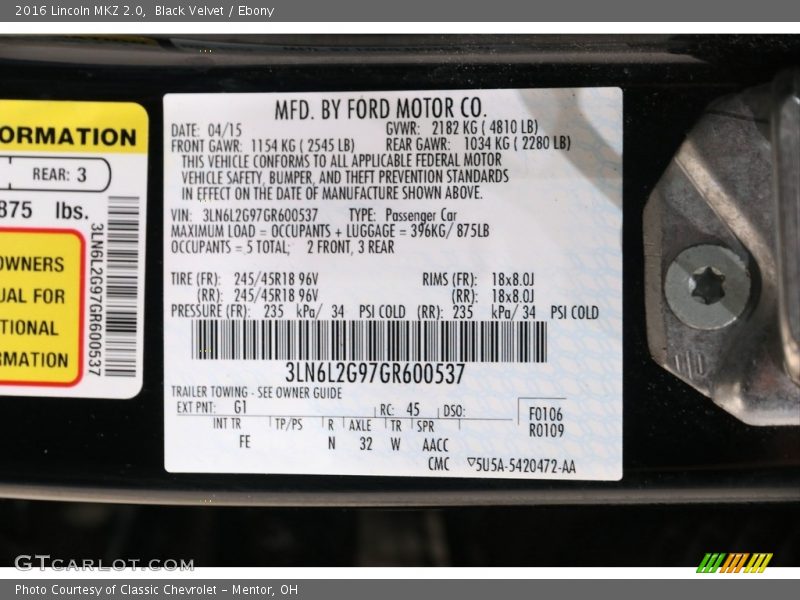 2016 Lincoln MKZ 2.0, Black Velvet / Ebony
ORMATION
REAR: 3
875 lbs.
OWNERS
UAL FOR
TIONAL
RMATION
3LN6L2G97GR600537
MFD. BY FORD MOTOR CO.
DATE: 04/15 GVWR: 2182 KG ( 4810 LB)
FRONT GAWR: 1154 KG ( 2545 LB) REAR GAWR: 1034 KG ( 2280 LB)
THIS VEHICLE CONFORMS TO ALL APPLICABLE FEDERAL MOTOR
VEHICLE SAFETY, BUMPER, AND THEFT PREVENTION STANDARDS
IN EFFECT ON THE DATE OF MANUFACTURE SHOWN ABOVE.
VIN: 3LN6L2G97GR600537 TYPE: Passenger Car
MAXIMUM LOAD = OCCUPANTS + LUGGAGE = 396KG/ 875LB
OCCUPANTS = 5 TOTAL, 2 FRONT, 3 REAR
TIRE (FR): 245/45R18 96V RIMS (FR): 18x8.0J
(RR): 245/45R18 96V (RR): 18x8.0J
PRESSURE (FR): 235 kPa/ 34 PSI COLD (RR): 235 kPa/ 34 PSI COLD
3LN6L2G97GR600537
TRAILER TOWING - SEE OWNER GUIDE
EXT PNT: G1 RC: 45 DSO: F0106
R0109
INT TR TP/PS R AXLE TR SPR
FE N 32 W AACC
CMC ▽5U5A-5420472-AA
GTCARLOT.COM
Photo Courtesy of Classic Chevrolet - Mentor, OH